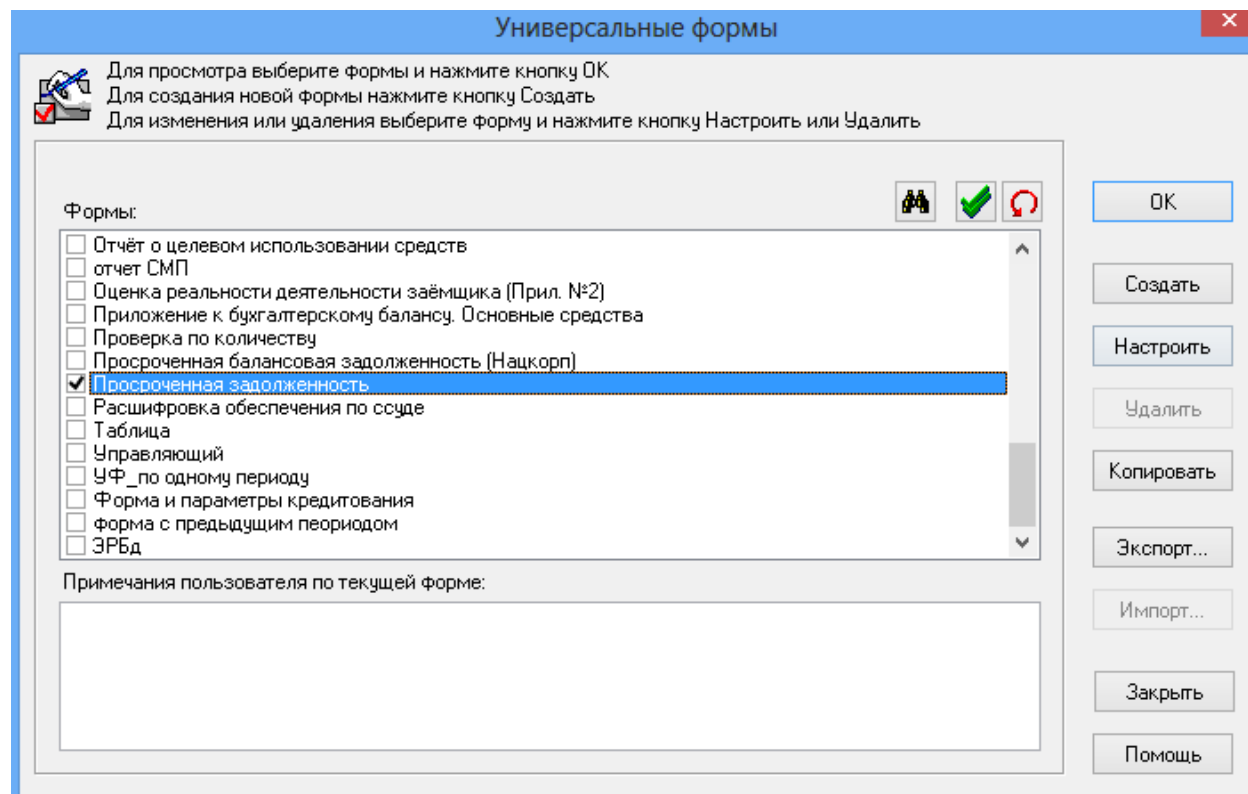 Универсальные формы
Для просмотра выберите формы и нажмите кнопку ОК
Для создания новой формы нажмите кнопку Создать
Для изменения или удаления выберите форму и нажмите кнопку Настроить или Удалить
Формы:
Отчёт о целевом использовании средств
отчет СМП
Оценка реальности деятельности заёмщика (Прил. №2)
Приложение к бухгалтерскому балансу. Основные средства
Проверка по количеству
Просроченная балансовая задолженность (Нацкорп)
Просроченная задолженность
Расшифровка обеспечения по ссуде
Таблица
Управляющий
УФ_по одному периоду
Форма и параметры кредитования
форма с предыдущим пеориодом
ЭРБд
Примечания пользователя по текущей форме:
ОК
Создать
Настроить
Удалить
Копировать
Экспорт...
Импорт...
Закрыть
Помощь